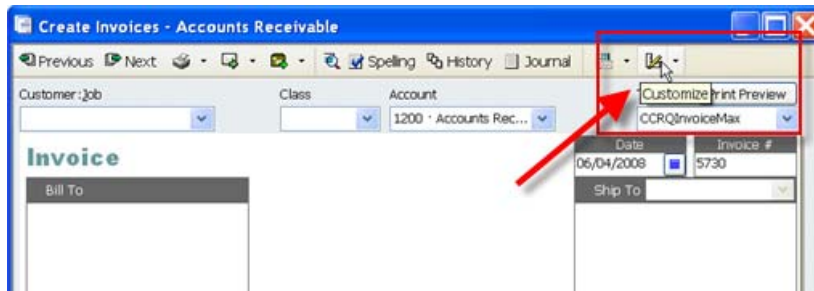 Create Invoices - Accounts Receivable
Previous Next Spelling History Journal
Customer:Job Class Account Customize Print Preview
1200 · Accounts Rec... CCRQInvoiceMax
Invoice Date Invoice #
06/04/2008 5730
Bill To Ship To